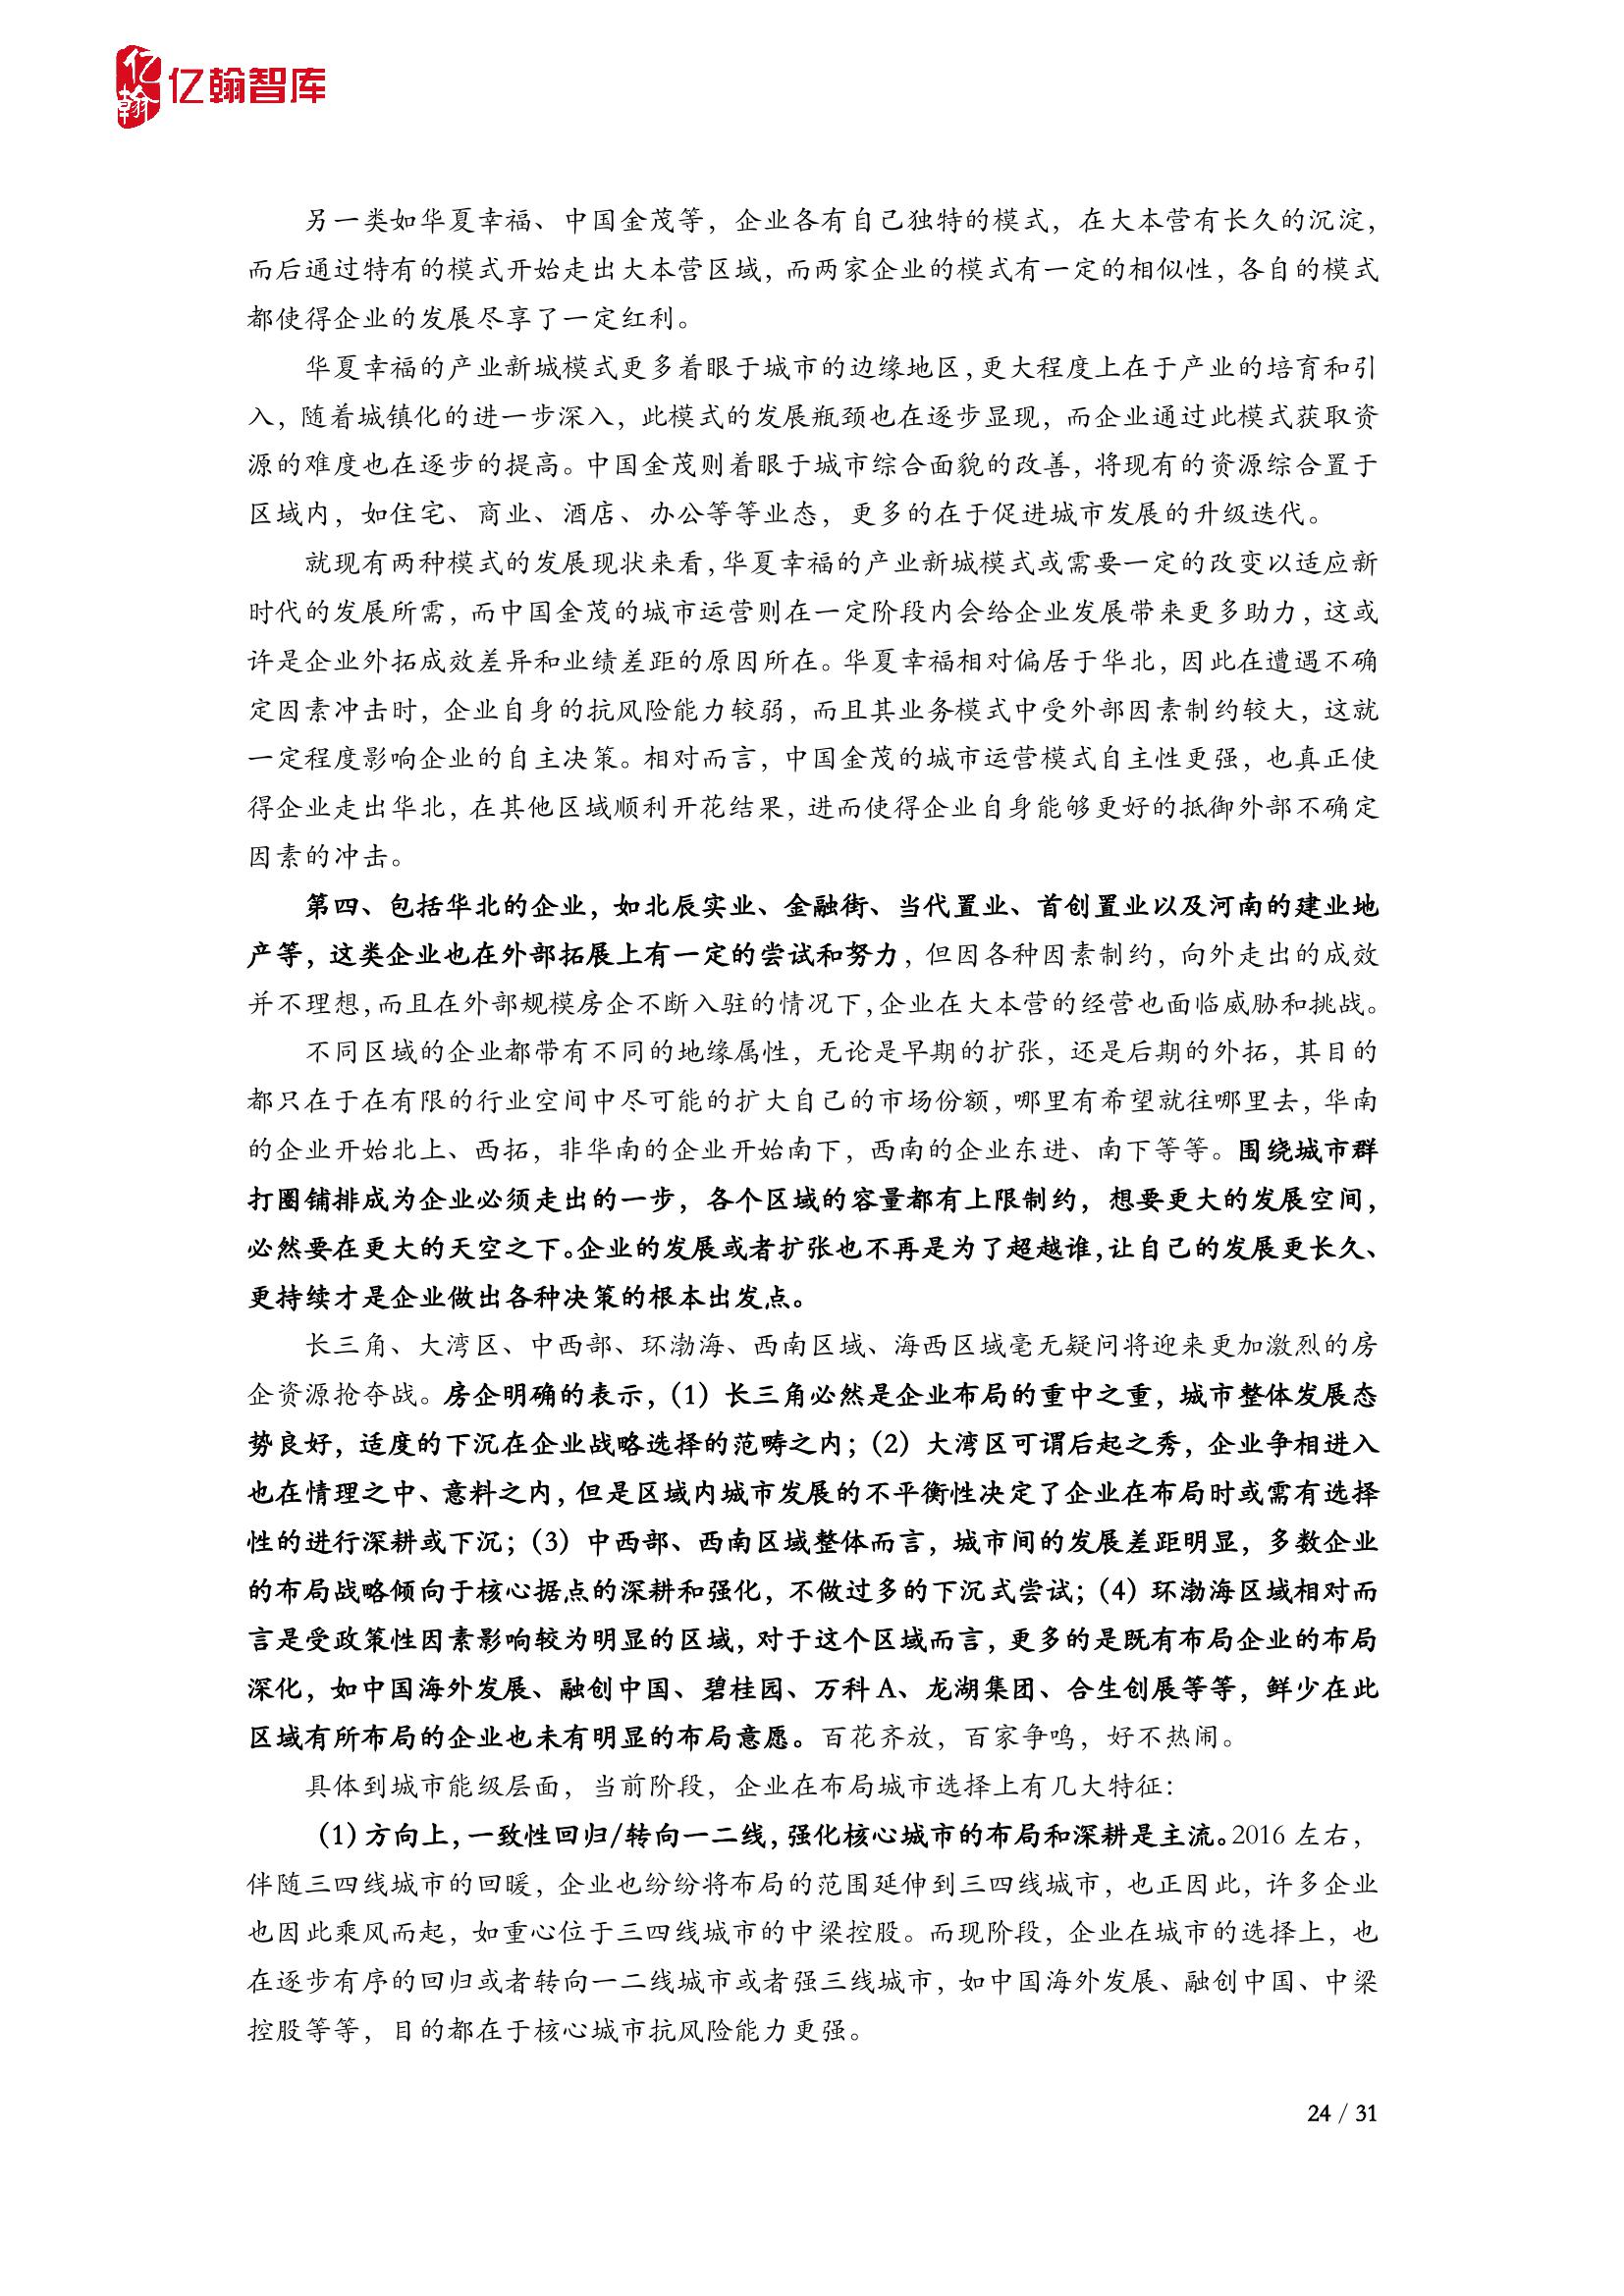 亿翰
亿翰智库
另一类如华夏幸福、中国金茂等，企业各有自己独特的模式，在大本营有长久的沉淀，
而后通过特有的模式开始走出大本营区域，而两家企业的模式有一定的相似性，各自的模式
都使得企业的发展尽享了一定红利。
华夏幸福的产业新城模式更多着眼于城市的边缘地区，更大程度上在于产业的培育和引
入，随着城镇化的进一步深入，此模式的发展瓶颈也在逐步显现，而企业通过此模式获取资
源的难度也在逐步的提高。中国金茂则着眼于城市综合面貌的改善，将现有的资源综合置于
区域内，如住宅、商业、酒店、办公等等业态，更多的在于促进城市发展的升级迭代。
就现有两种模式的发展现状来看，华夏幸福的产业新城模式或需要一定的改变以适应新
时代的发展所需，而中国金茂的城市运营则在一定阶段内会给企业发展带来更多助力，这或
许是企业外拓成效差异和业绩差距的原因所在。华夏幸福相对偏居于华北，因此在遭遇不确
定因素冲击时，企业自身的抗风险能力较弱，而且其业务模式中受外部因素制约较大，这就
一定程度影响企业的自主决策。相对而言，中国金茂的城市运营模式自主性更强，也真正使
得企业走出华北，在其他区域顺利开花结果，进而使得企业自身能够更好的抵御外部不确定
因素的冲击。
第四、包括华北的企业，如北辰实业、金融街、当代置业、首创置业以及河南的建业地
产等，这类企业也在外部拓展上有一定的尝试和努力，但因各种因素制约，向外走出的成效
并不理想，而且在外部规模房企不断入驻的情况下，企业在大本营的经营也面临威胁和挑战。
不同区域的企业都带有不同的地缘属性，无论是早期的扩张，还是后期的外拓，其目的
都只在于在有限的行业空间中尽可能的扩大自己的市场份额，哪里有希望就往哪里去，华南
的企业开始北上、西拓，非华南的企业开始南下，西南的企业东进、南下等等。围绕城市群
打圈铺排成为企业必须走出的一步，各个区域的容量都有上限制约，想要更大的发展空间，
必然要在更大的天空之下。企业的发展或者扩张也不再是为了超越谁，让自己的发展更长久、
更持续才是企业做出各种决策的根本出发点。
长三角、大湾区、中西部、环渤海、西南区域、海西区域毫无疑问将迎来更加激烈的房
企资源抢夺战。房企明确的表示，（1）长三角必然是企业布局的重中之重，城市整体发展态
势良好，适度的下沉在企业战略选择的范畴之内；（2）大湾区可谓后起之秀，企业争相进入
也在情理之中、意料之内，但是区域内城市发展的不平衡性决定了企业在布局时或需有选择
性的进行深耕或下沉；（3）中西部、西南区域整体而言，城市间的发展差距明显，多数企业
的布局战略倾向于核心据点的深耕和强化，不做过多的下沉式尝试；（4）环渤海区域相对而
言是受政策性因素影响较为明显的区域，对于这个区域而言，更多的是既有布局企业的布局
深化，如中国海外发展、融创中国、碧桂园、万科 A、龙湖集团、合生创展等等，鲜少在此
区域有所布局的企业也未有明显的布局意愿。百花齐放，百家争鸣，好不热闹。
具体到城市能级层面，当前阶段，企业在布局城市选择上有几大特征：
（1）方向上，一致性回归/转向一二线，强化核心城市的布局和深耕是主流。2016 左右，
伴随三四线城市的回暖，企业也纷纷将布局的范围延伸到三四线城市，也正因此，许多企业
也因此乘风而起，如重心位于三四线城市的中梁控股。而现阶段，企业在城市的选择上，也
在逐步有序的回归或者转向一二线城市或者强三线城市，如中国海外发展、融创中国、中梁
控股等等，目的都在于核心城市抗风险能力更强。
24 / 31